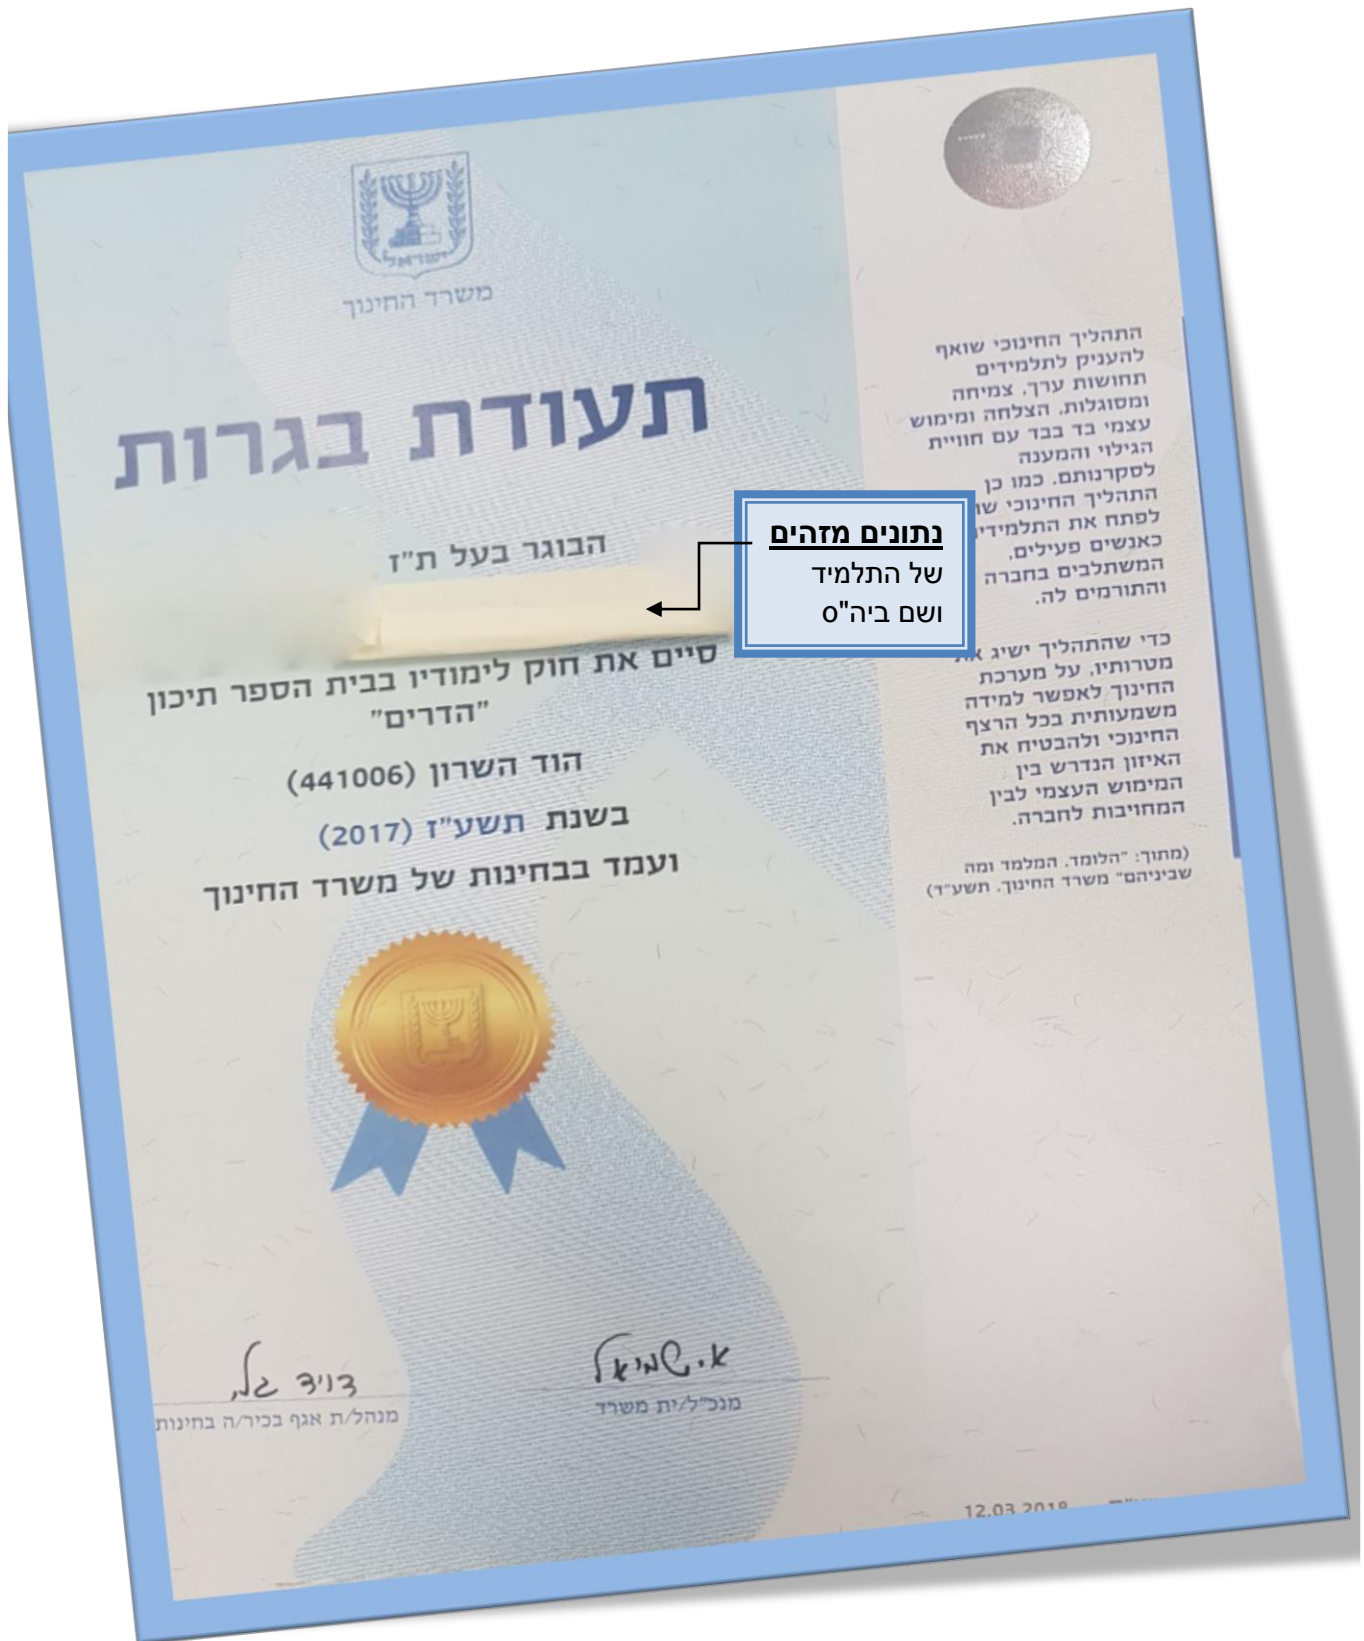 ישראל
משרד החינוך
תעודת בגרות
הבוגר בעל ת"ז
סיים את חוק לימודיו בבית הספר תיכון
"הדרים"
הוד השרון (441006)
בשנת תשע"ז (2017)
ועמד בבחינות של משרד החינוך
א. שמיאל
מנכ"ל/ית משרד
דויד גל
מנהל/ת אגף בכיר/ה בחינות
נתונים מזהים
של התלמיד
ושם ביה"ס
התהליך החינוכי שואף
להעניק לתלמידים
תחושות ערך, צמיחה
ומסוגלות, הצלחה ומימוש
עצמי בד בבד עם חוויית
הגילוי והמענה
לסקרנותם. כמו כן
התהליך החינוכי
לפתח את
כאנשים פעילים,
המשתלבים בחברה
והתורמים לה.
כדי שהתהליך ישיג את
מטרותיו, על מערכת
החינוך לאפשר למידה
משמעותית בכל הרצף
החינוכי ולהבטיח את
האיזון הנדרש בין
המימוש העצמי לבין
המחויבות לחברה.
(מתוך: "הלומד, המלמד ומה
שביניהם" משרד החינוך, תשע"ד)
12.03.2018